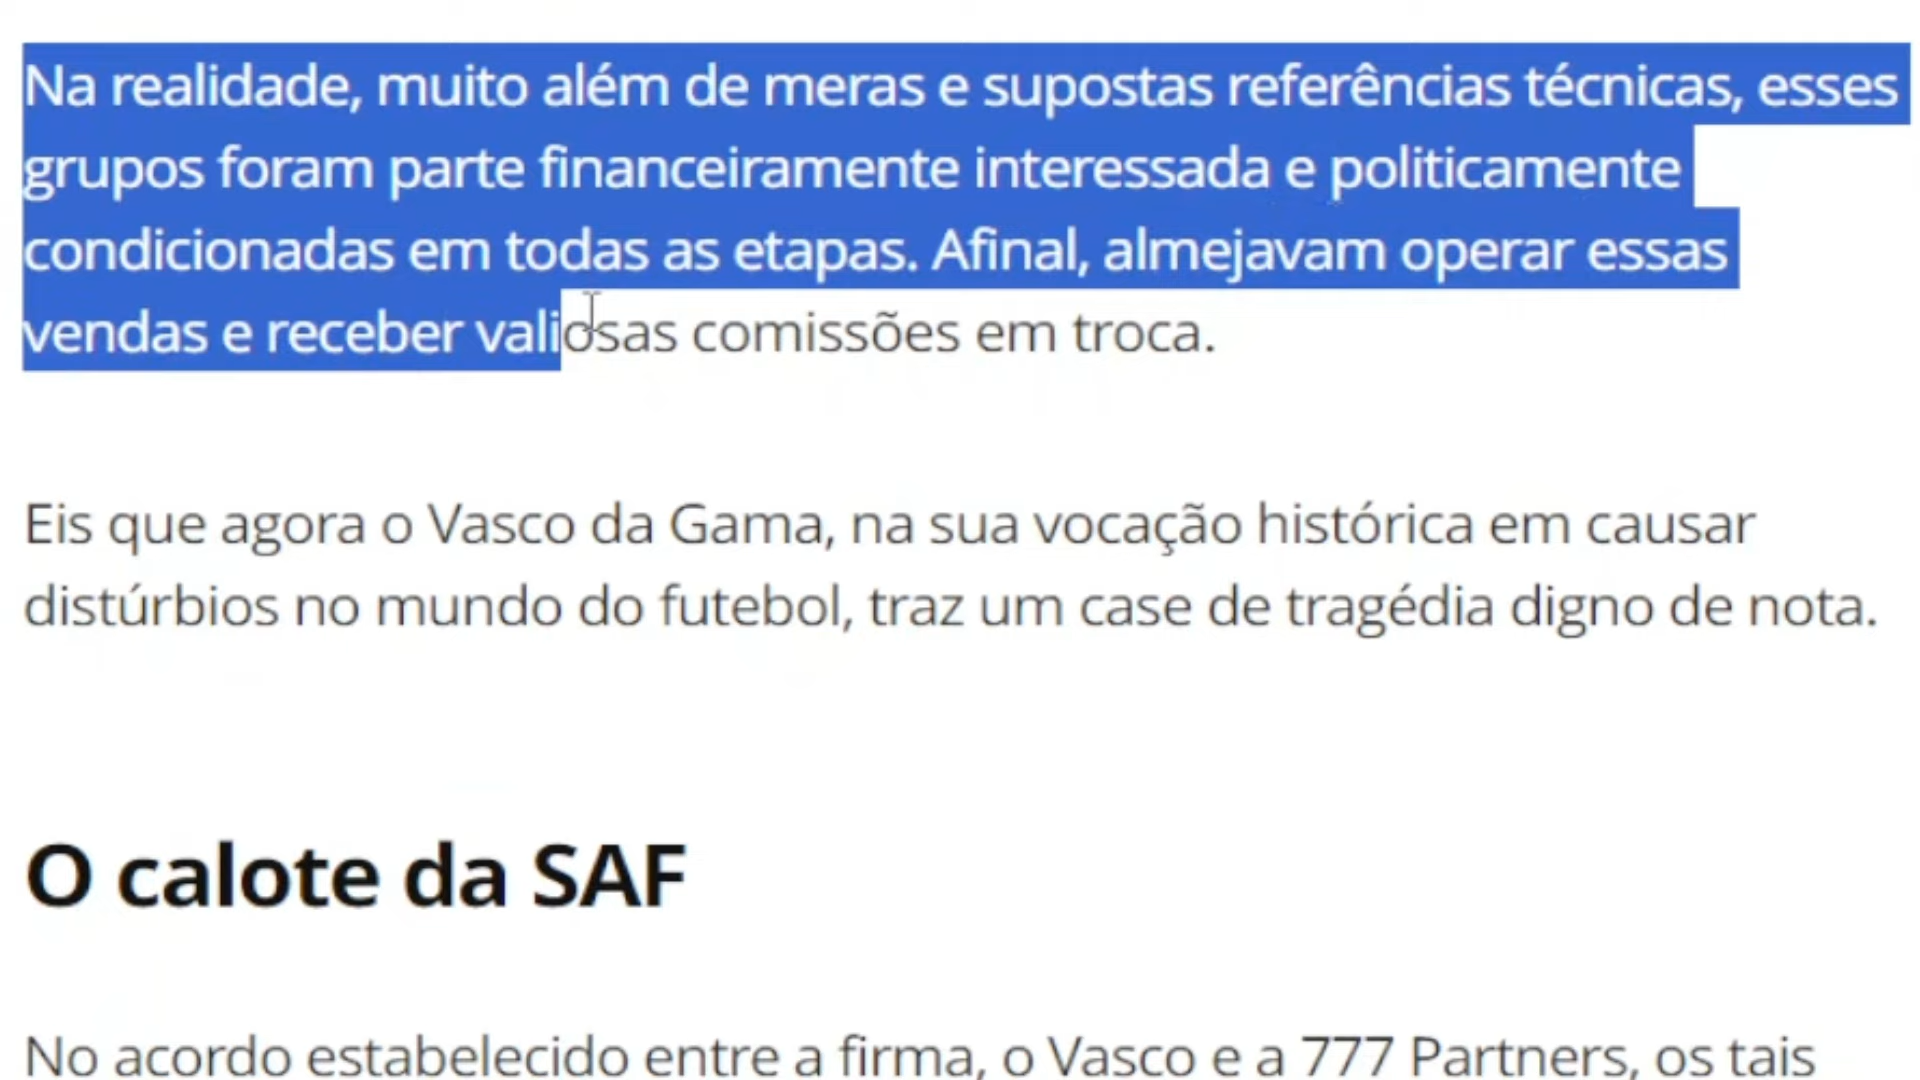 Na realidade, muito além de meras e supostas referências técnicas, esses
grupos foram parte financeiramente interessada e politicamente
condicionadas em todas as etapas. Afinal, almejavam operar essas
vendas e receber valiosas comissões em troca.
Eis que agora o Vasco da Gama, na sua vocação histórica em causar
distúrbios no mundo do futebol, traz um case de tragédia digno de nota.
O calote da SAF
No acordo estabelecido entre a firma, o Vasco e a 777 Partners, os tais